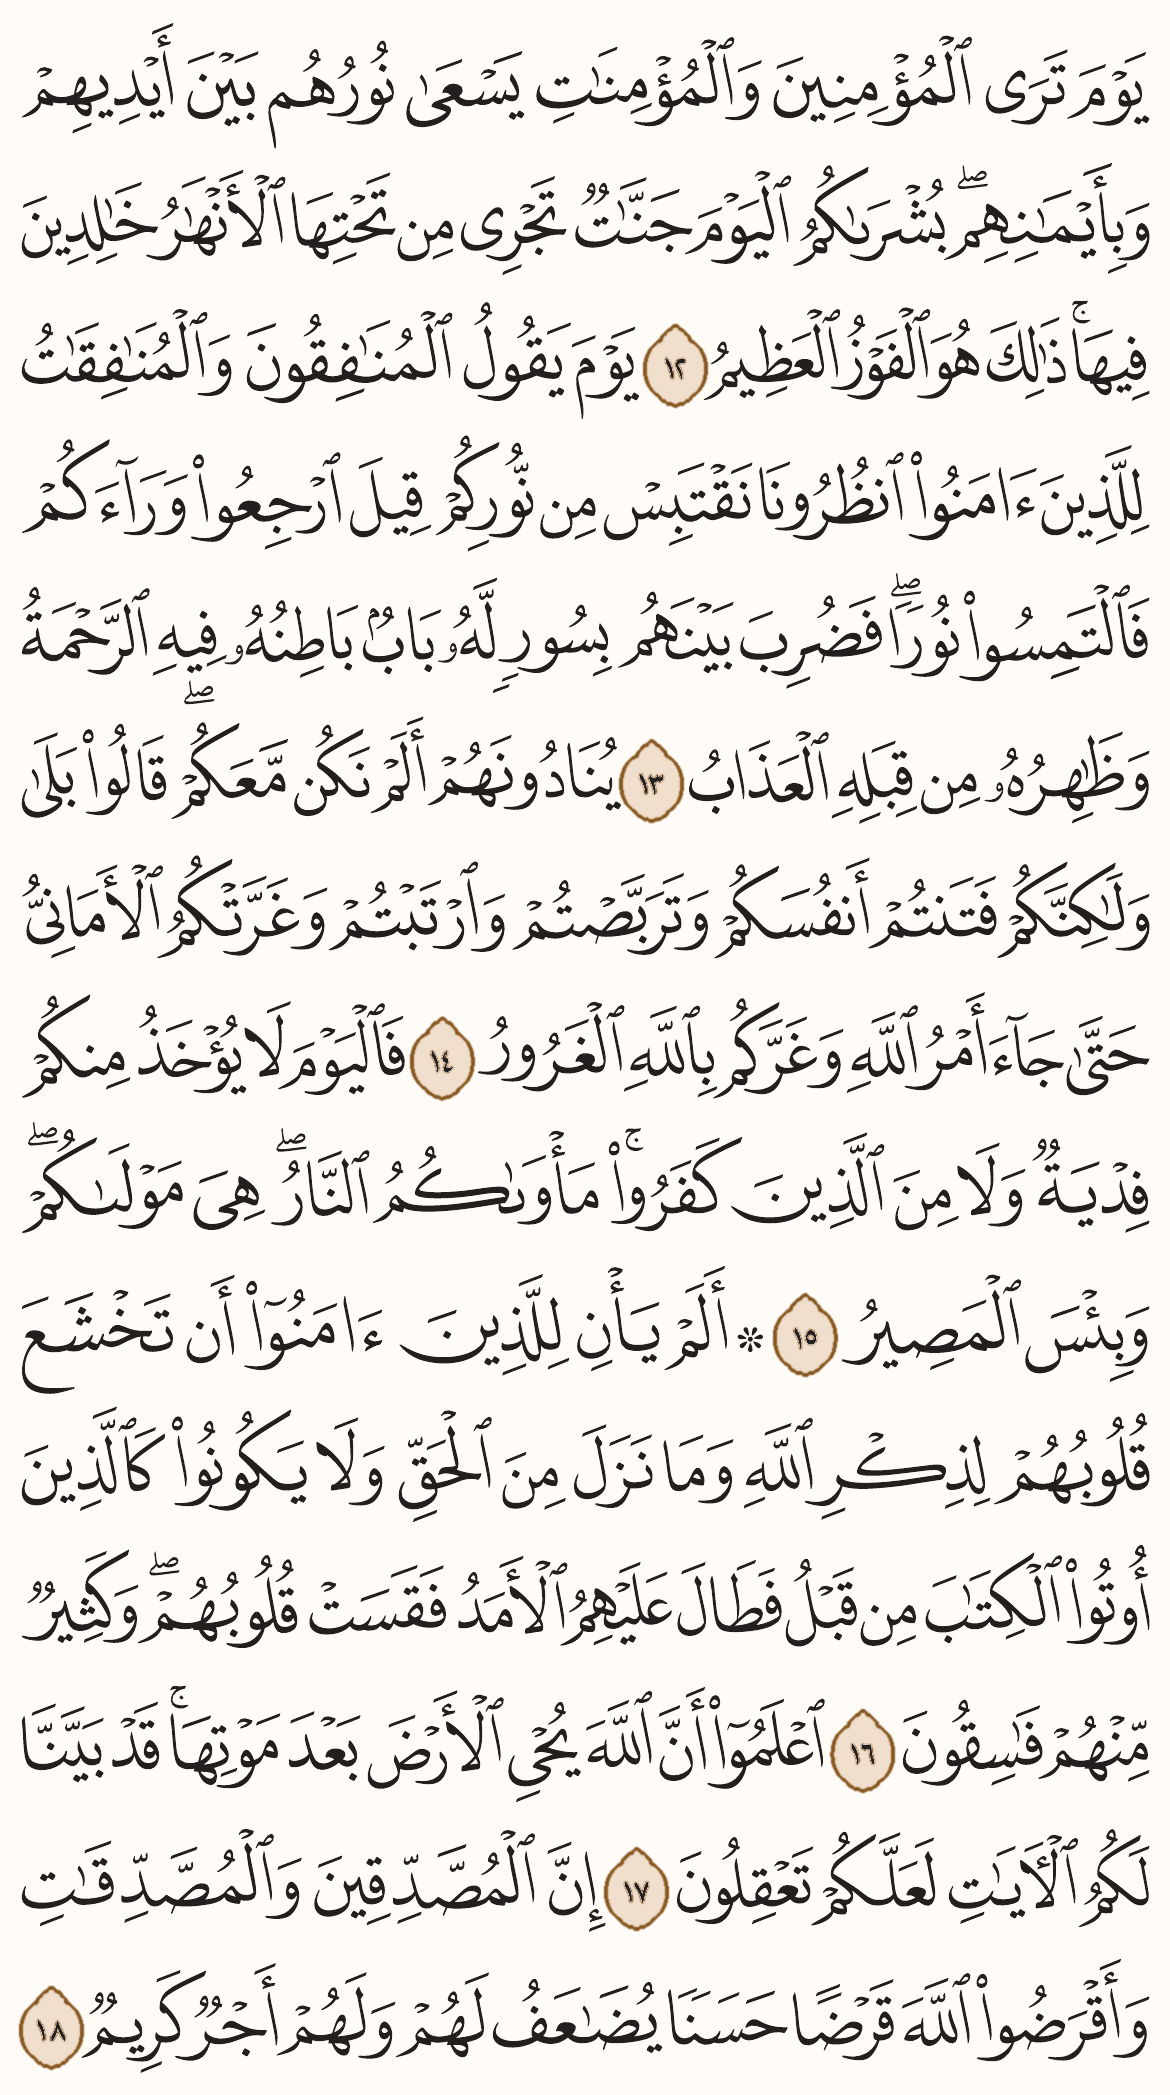 يَوۡمَ تَرَى ٱلۡمُؤۡمِنِينَ وَٱلۡمُؤۡمِنَٰتِ يَسۡعَىٰ نُورُهُم بَيۡنَ أَيۡدِيهِمۡ
وَبِأَيۡمَٰنِهِمۖ بُشۡرَىٰكُمُ ٱلۡيَوۡمَ جَنَّٰتٞ تَجۡرِي مِن تَحۡتِهَا ٱلۡأَنۡهَٰرُ خَٰلِدِينَ
فِيهَاۚ ذَٰلِكَ هُوَ ٱلۡفَوۡزُ ٱلۡعَظِيمُ ١٢ يَوۡمَ يَقُولُ ٱلۡمُنَٰفِقُونَ وَٱلۡمُنَٰفِقَٰتُ
لِلَّذِينَ ءَامَنُواْ ٱنظُرُونَا نَقۡتَبِسۡ مِن نُّورِكُمۡ قِيلَ ٱرۡجِعُواْ وَرَآءَكُمۡ
فَٱلۡتَمِسُواْ نُورٗاۖ فَضُرِبَ بَيۡنَهُم بِسُورٖ لَّهُۥ بَابُۢ بَاطِنُهُۥ فِيهِ ٱلرَّحۡمَةُ
وَظَٰهِرُهُۥ مِن قِبَلِهِ ٱلۡعَذَابُ ١٣ يُنَادُونَهُمۡ أَلَمۡ نَكُن مَّعَكُمۡۖ قَالُواْ بَلَىٰ
وَلَٰكِنَّكُمۡ فَتَنتُمۡ أَنفُسَكُمۡ وَتَرَبَّصۡتُمۡ وَٱرۡتَبۡتُمۡ وَغَرَّتۡكُمُ ٱلۡأَمَانِيُّ
حَتَّىٰ جَآءَ أَمۡرُ ٱللَّهِ وَغَرَّكُم بِٱللَّهِ ٱلۡغَرُورُ ١٤ فَٱلۡيَوۡمَ لَا يُؤۡخَذُ مِنكُمۡ
فِدۡيَةٞ وَلَا مِنَ ٱلَّذِينَ كَفَرُواْۚ مَأۡوَىٰكُمُ ٱلنَّارُۖ هِيَ مَوۡلَىٰكُمۡۖ
وَبِئۡسَ ٱلۡمَصِيرُ ١٥ ۞ أَلَمۡ يَأۡنِ لِلَّذِينَ ءَامَنُوٓاْ أَن تَخۡشَعَ
قُلُوبُهُمۡ لِذِكۡرِ ٱللَّهِ وَمَا نَزَلَ مِنَ ٱلۡحَقِّ وَلَا يَكُونُواْ كَٱلَّذِينَ
أُوتُواْ ٱلۡكِتَٰبَ مِن قَبۡلُ فَطَالَ عَلَيۡهِمُ ٱلۡأَمَدُ فَقَسَتۡ قُلُوبُهُمۡۖ وَكَثِيرٞ
مِّنۡهُمۡ فَٰسِقُونَ ١٦ ٱعۡلَمُوٓاْ أَنَّ ٱللَّهَ يُحۡيِ ٱلۡأَرۡضَ بَعۡدَ مَوۡتِهَاۚ قَدۡ بَيَّنَّا
لَكُمُ ٱلۡأٓيَٰتِ لَعَلَّكُمۡ تَعۡقِلُونَ ١٧ إِنَّ ٱلۡمُصَّدِّقِينَ وَٱلۡمُصَّدِّقَٰتِ
وَأَقۡرَضُواْ ٱللَّهَ قَرۡضًا حَسَنٗا يُضَٰعَفُ لَهُمۡ وَلَهُمۡ أَجۡرٞ كَرِيمٞ ١٨